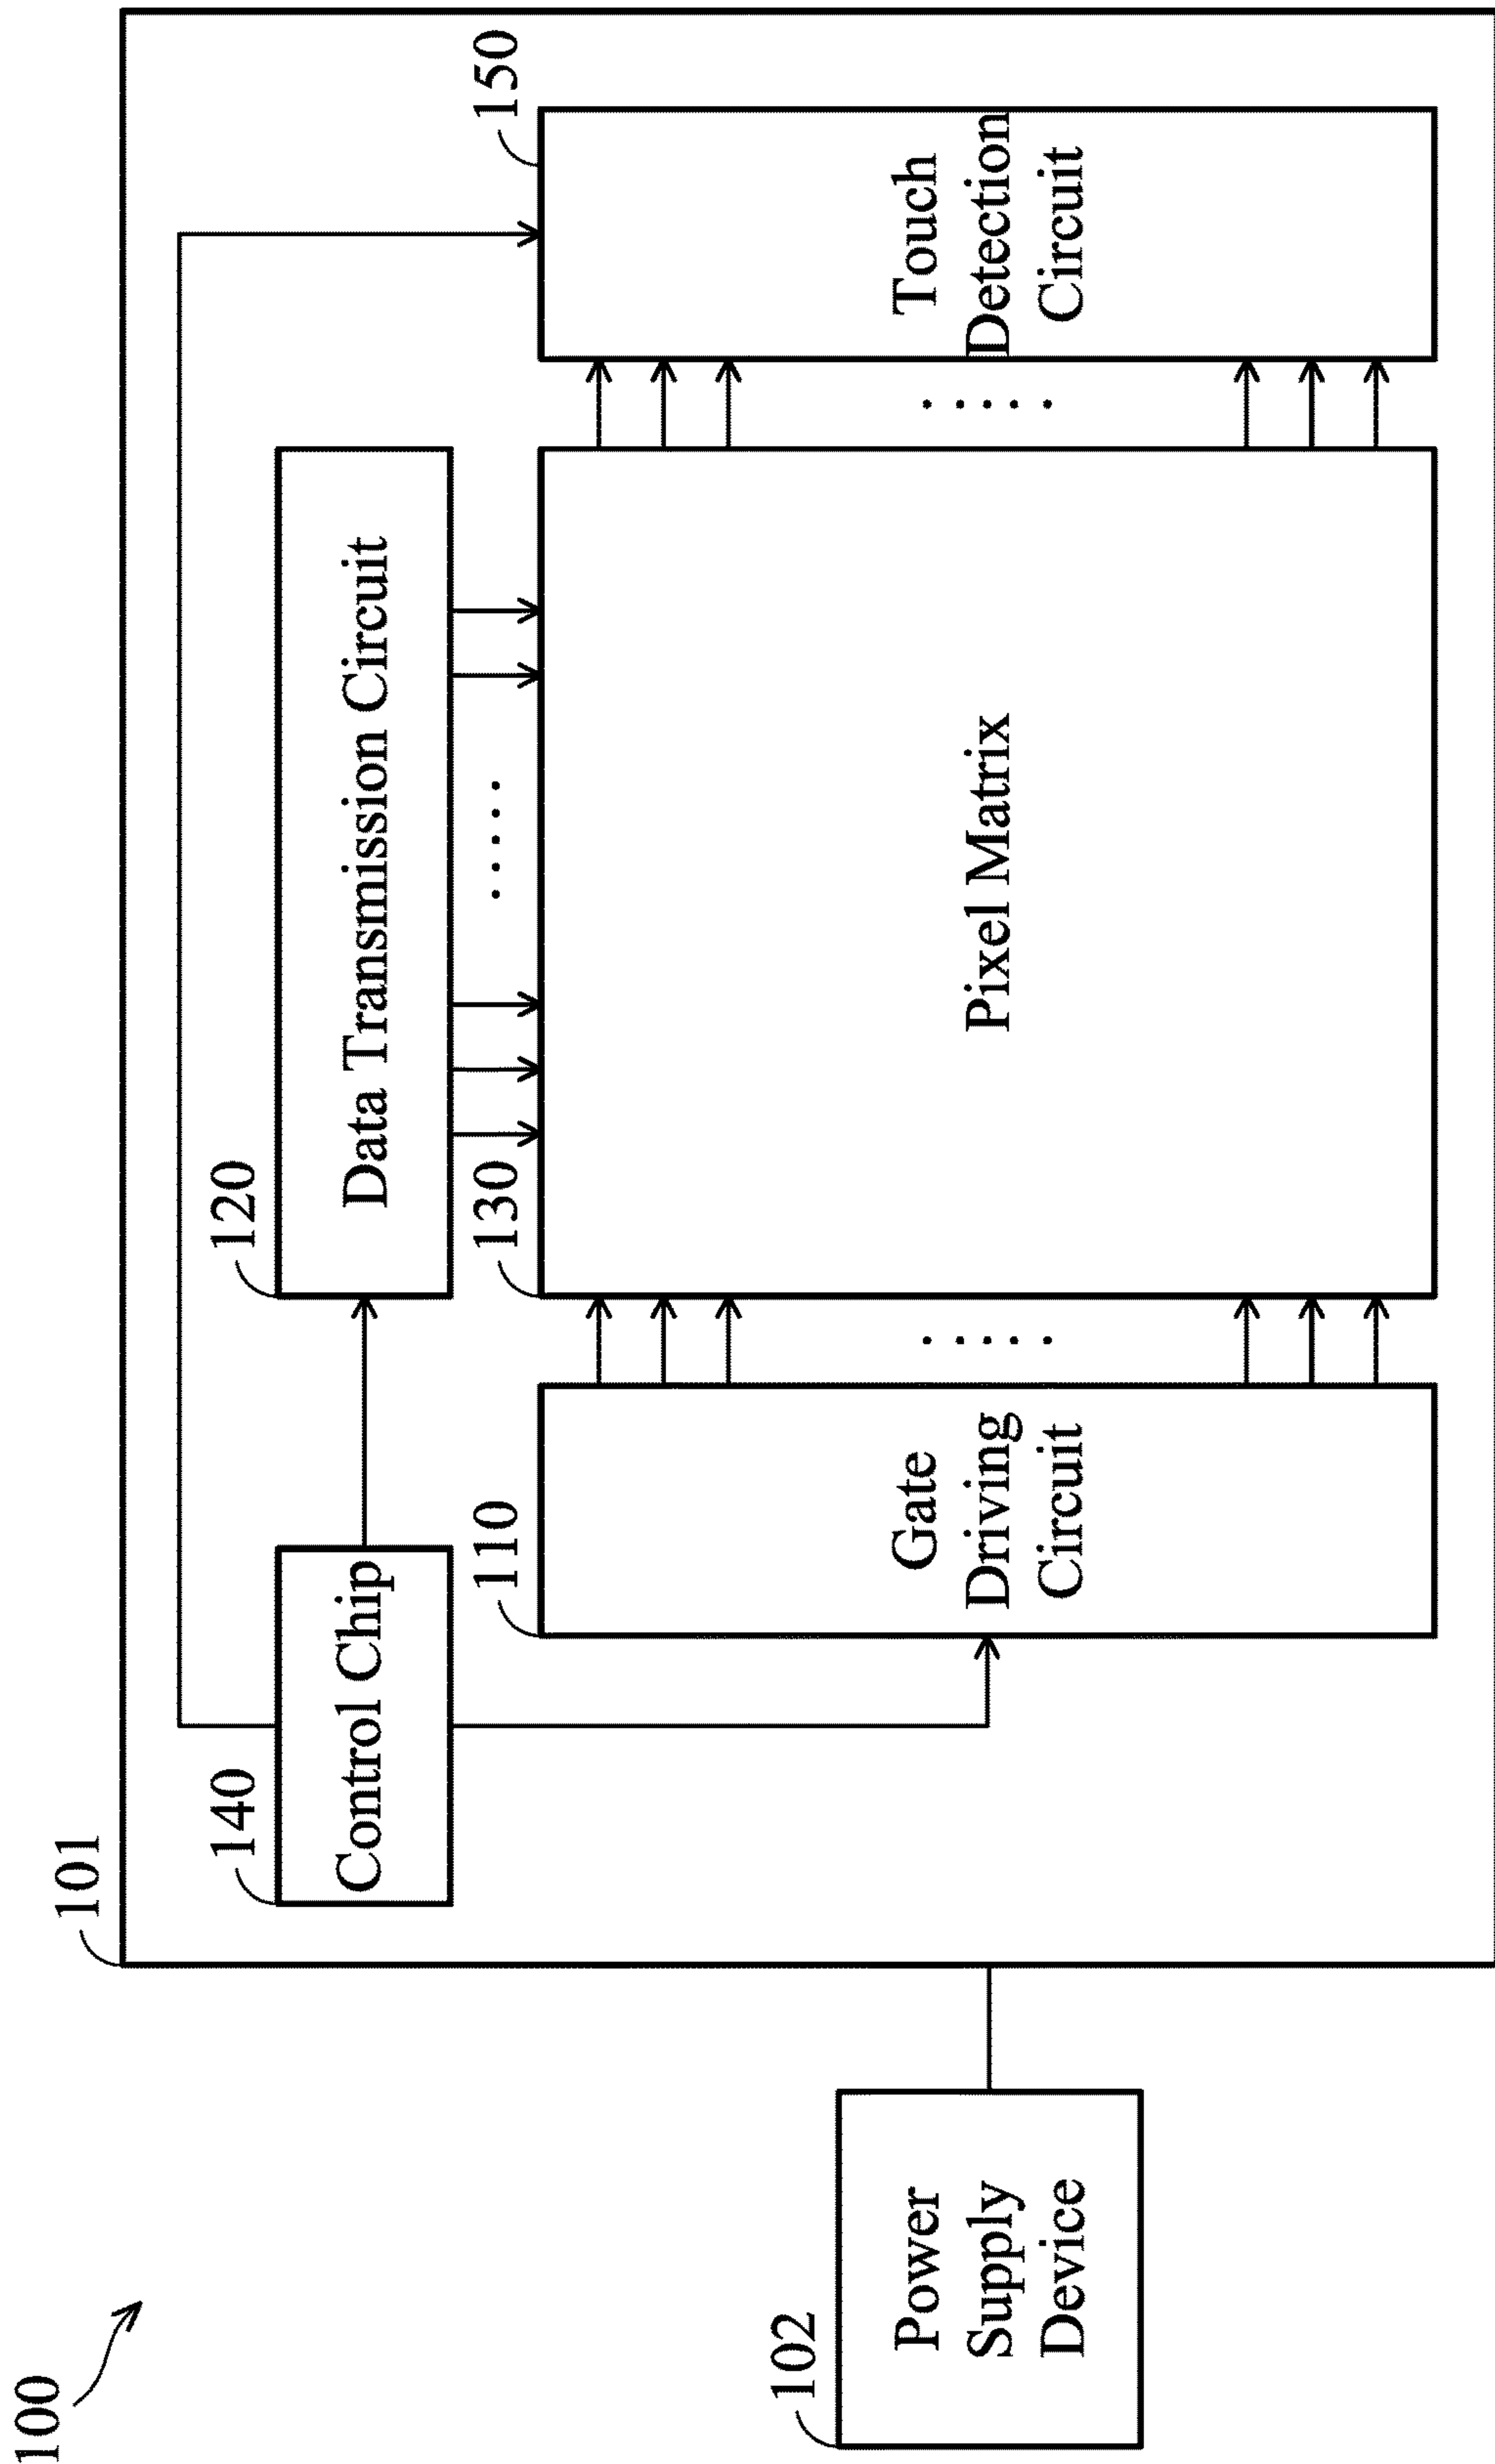 100
101
102
Power
Supply
Device
140
Control Chip
120
Data Transmission Circuit
110
Gate
Driving
Circuit
130
Pixel Matrix
150
Touch
Detection
Circuit